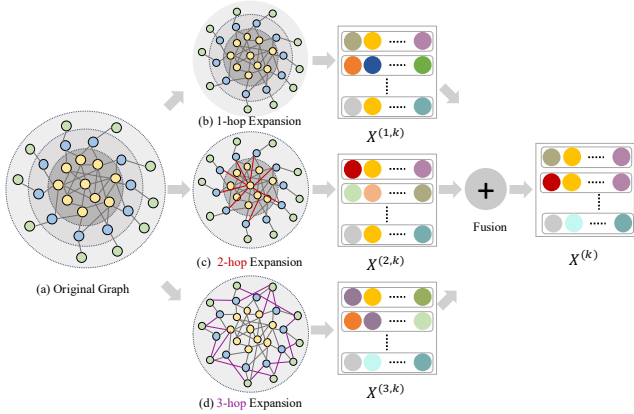 (b) 1-hop Expansion
X^{(1,k)}
(a) Original Graph
(c) 2-hop Expansion
X^{(2,k)}
+
Fusion
X^{(k)}
(d) 3-hop Expansion
X^{(3,k)}